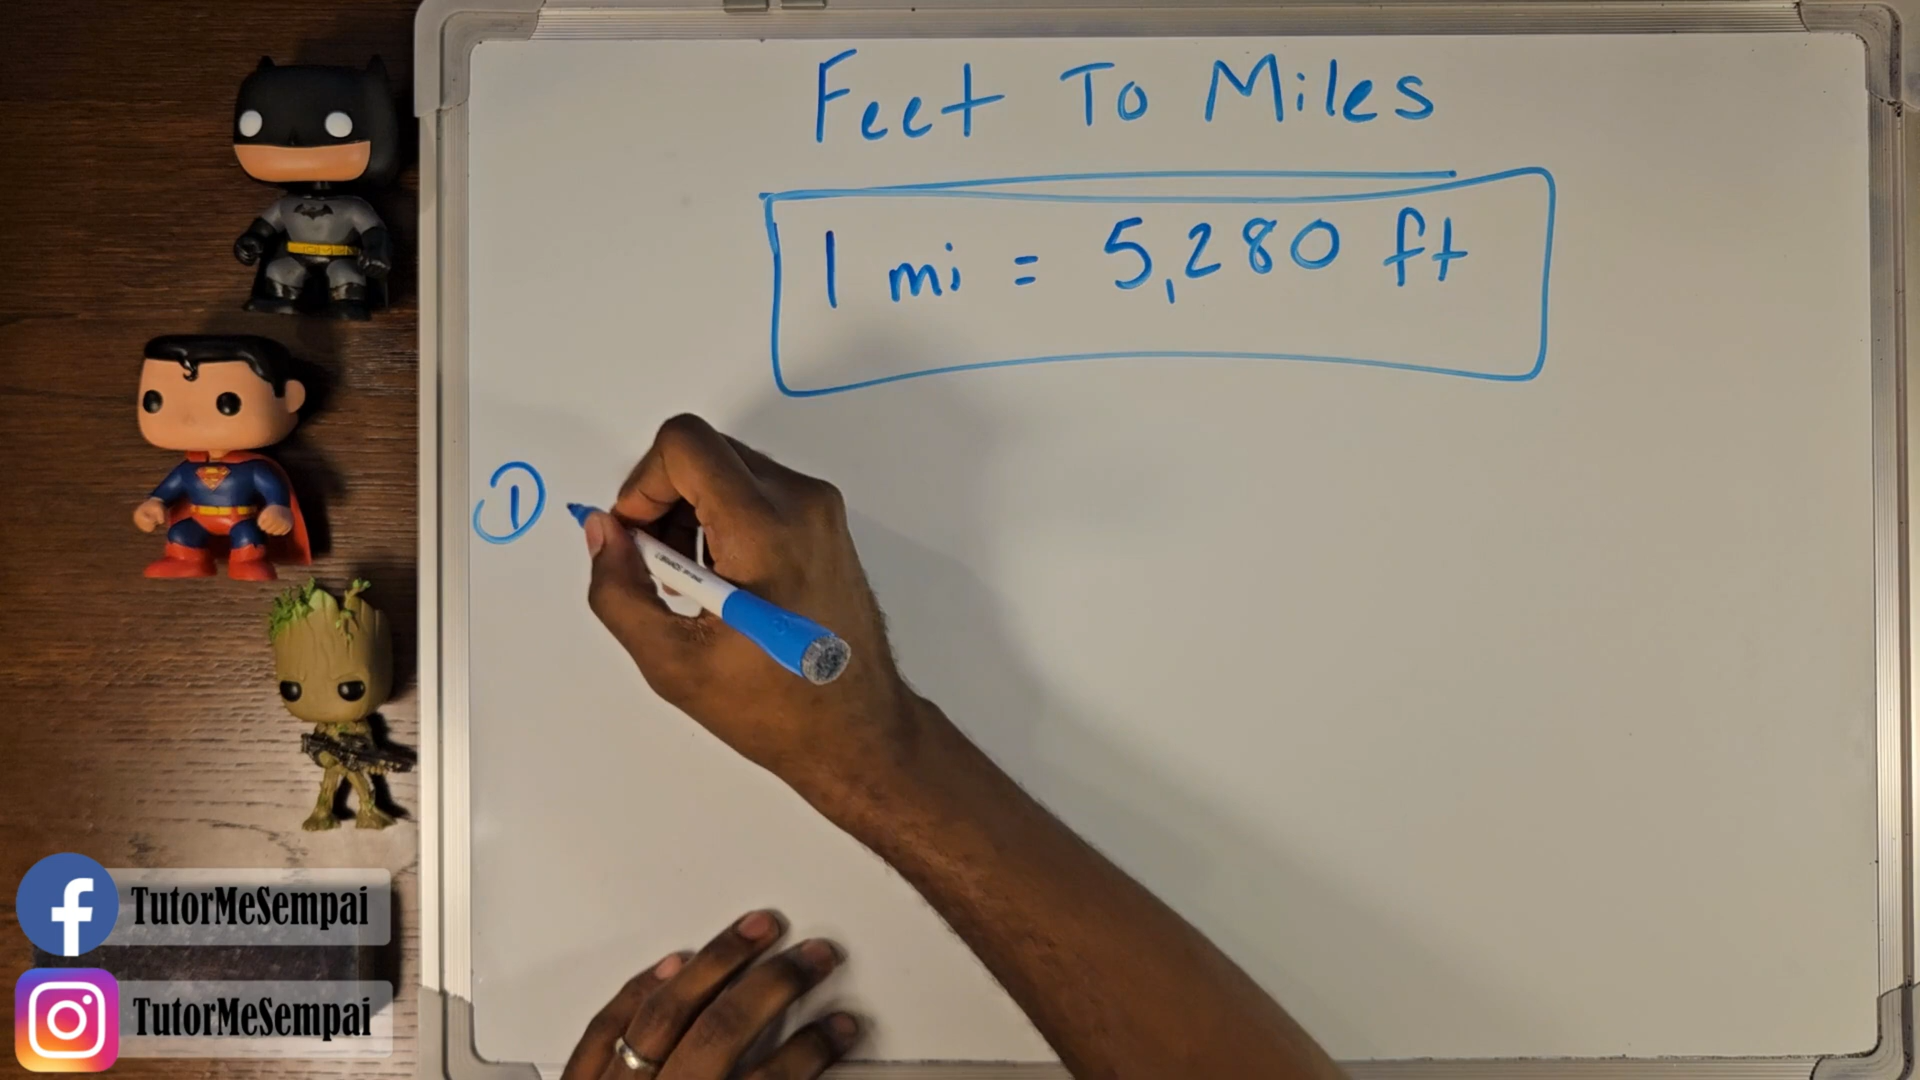 Feet To Miles
1 mi = 5,280 ft
①
TutorMeSempai
TutorMeSempai